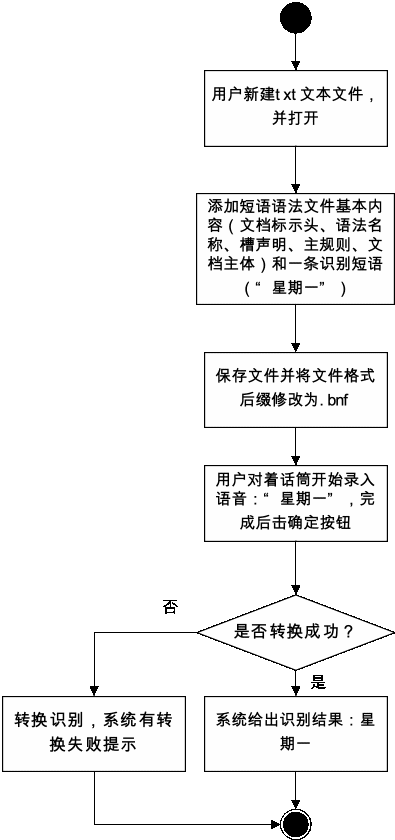 用户新建txt文本文件，
并打开
添加短语语法文件基本内
容（文档标示头、语法名
称、槽声明、主规则、文
档主体）和一条识别短语
（“星期一”）
保存文件并将文件格式
后缀修改为.bnf
用户对着话筒开始录入
语音：“星期一”，完
成后击确定按钮
否
是否转换成功？
是
转换识别，系统有转
换失败提示
系统给出识别结果：星
期一